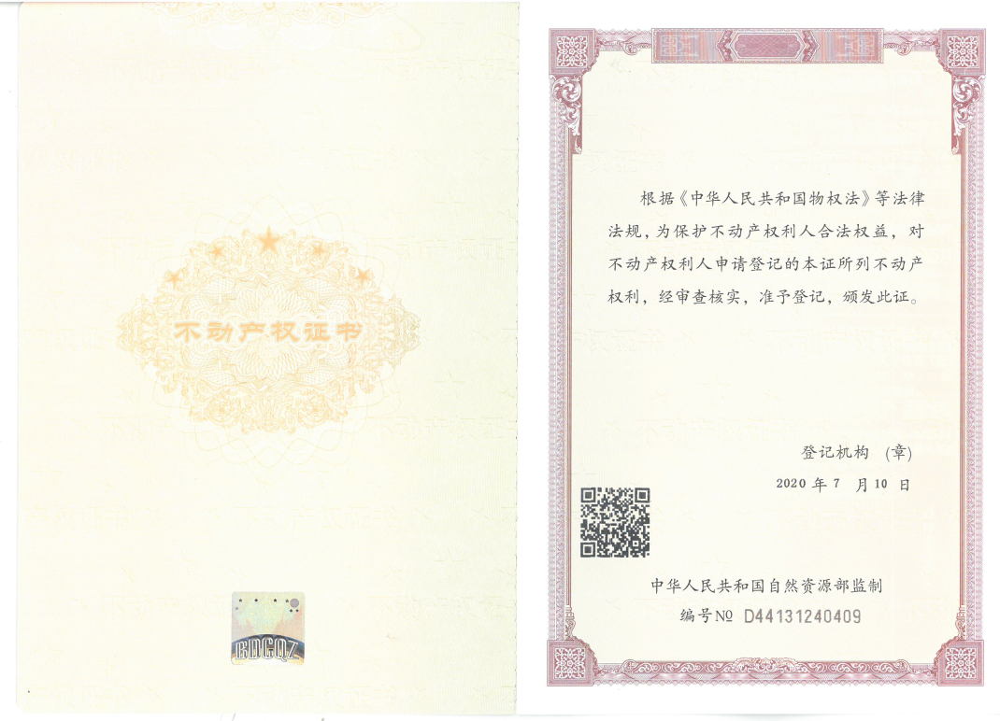 不动产权证书
BDCQZ
根据《中华人民共和国物权法》等法律
法规，为保护不动产权利人合法权益，对
不动产权利人申请登记的本证所列不动产
权利，经审查核实，准予登记，颁发此证。
登记机构 (章)
2020 年 7 月 10 日
中华人民共和国自然资源部监制
编号№ D44131240409